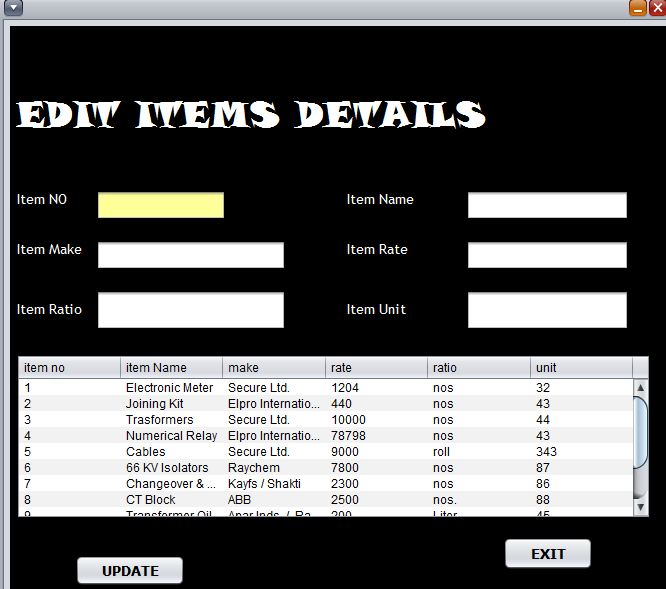 EDIT ITEMS DETAILS
Item NO Item Name
Item Make Item Rate
Item Ratio Item Unit
item no item Name make rate ratio unit
1 Electronic Meter Secure Ltd. 1204 nos 32
2 Joining Kit Elpro Internatio... 440 nos 43
3 Trasformers Secure Ltd. 10000 nos 44
4 Numerical Relay Elpro Internatio... 78798 nos 43
5 Cables Secure Ltd. 9000 roll 343
6 66 KV Isolators Raychem 7800 nos 87
7 Changeover & ... Kayfs / Shakti 2300 nos 86
8 CT Block ABB 2500 nos. 88
9 Transformer Oil Apar Inds. / Ra... 200 Liter 45
UPDATE EXIT